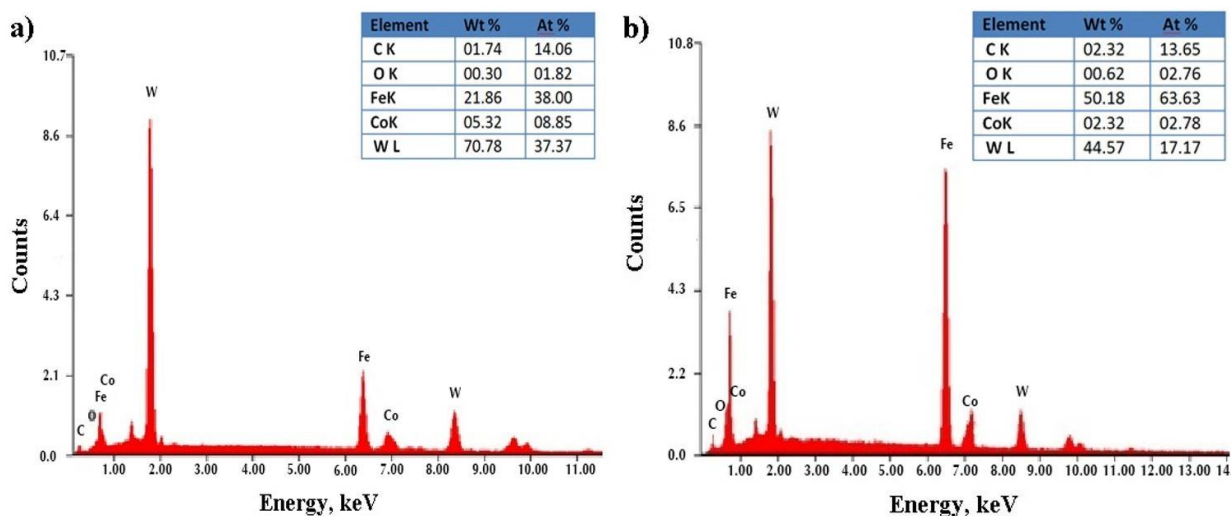 a)
Element Wt % At %
C K 01.74 14.06
O K 00.30 01.82
FeK 21.86 38.00
CoK 05.32 08.85
W L 70.78 37.37
10.7
8.6
6.4
4.3
2.1
0.0
Counts
C
O
Fe
Co
W
Fe
Co
W
1.00 2.00 3.00 4.00 5.00 6.00 7.00 8.00 9.00 10.00 11.00
Energy, keV
b)
Element Wt % At %
C K 02.32 13.65
O K 00.62 02.76
FeK 50.18 63.63
CoK 02.32 02.78
W L 44.57 17.17
10.8
8.6
6.5
4.3
2.2
0.0
Counts
C
O
Fe
Co
W
Fe
Co
W
1.00 2.00 3.00 4.00 5.00 6.00 7.00 8.00 9.00 10.00 11.00 12.00 13.00 14
Energy, keV